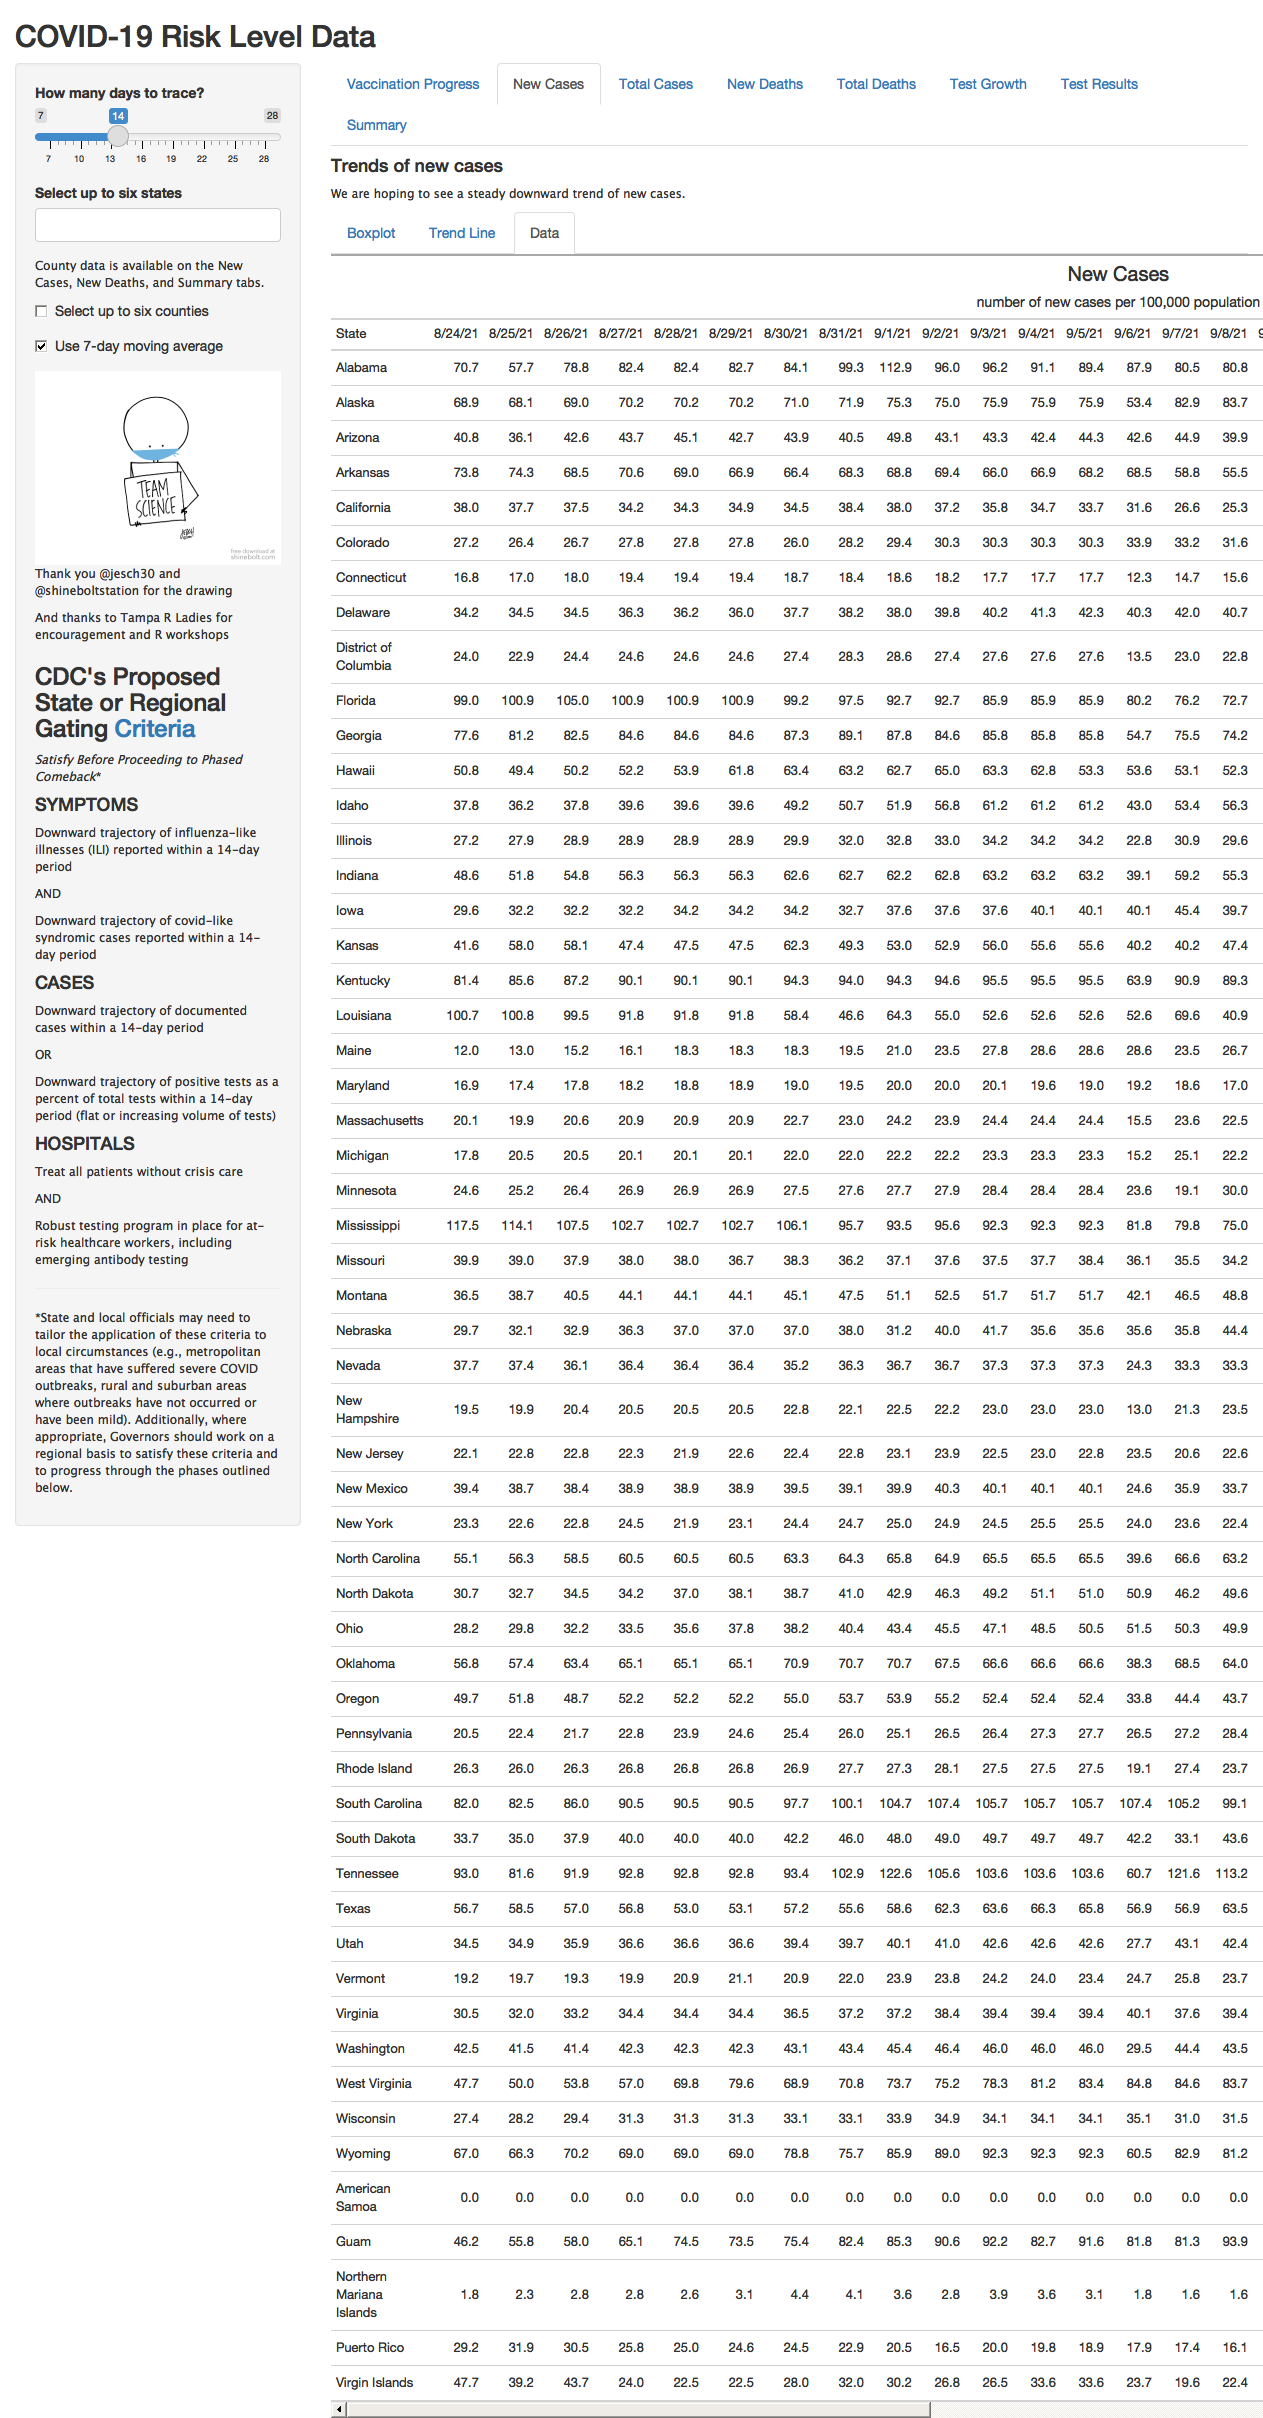 COVID-19 Risk Level Data
How many days to trace?
7 14 28
7 10 13 16 19 22 25 28
Select up to six states
County data is available on the New
Cases, New Deaths, and Summary tabs.
Select up to six counties
Use 7-day moving average
TEAM
SCIENCE
free download at
shinebolt.com
Thank you @jesch30 and
@shineboltstation for the drawing
And thanks to Tampa R Ladies for
encouragement and R workshops
CDC's Proposed
State or Regional
Gating Criteria
Satisfy Before Proceeding to Phased
Comeback*
SYMPTOMS
Downward trajectory of influenza-like
illnesses (ILI) reported within a 14-day
period
AND
Downward trajectory of covid-like
syndromic cases reported within a 14-
day period
CASES
Downward trajectory of documented
cases within a 14-day period
OR
Downward trajectory of positive tests as a
percent of total tests within a 14-day
period (flat or increasing volume of tests)
HOSPITALS
Treat all patients without crisis care
AND
Robust testing program in place for at-
risk healthcare workers, including
emerging antibody testing
*State and local officials may need to
tailor the application of these criteria to
local circumstances (e.g., metropolitan
areas that have suffered severe COVID
outbreaks, rural and suburban areas
where outbreaks have not occurred or
have been mild). Additionally, where
appropriate, Governors should work on a
regional basis to satisfy these criteria and
to progress through the phases outlined
below.
Vaccination Progress New Cases Total Cases New Deaths Total Deaths Test Growth Test Results
Summary
Trends of new cases
We are hoping to see a steady downward trend of new cases.
Boxplot Trend Line Data
New Cases
number of new cases per 100,000 population
State 8/24/21 8/25/21 8/26/21 8/27/21 8/28/21 8/29/21 8/30/21 8/31/21 9/1/21 9/2/21 9/3/21 9/4/21 9/5/21 9/6/21 9/7/21 9/8/21
Alabama 70.7 57.7 78.8 82.4 82.4 82.7 84.1 99.3 112.9 96.0 96.2 91.1 89.4 87.9 80.5 80.8
Alaska 68.9 68.1 69.0 70.2 70.2 70.2 71.0 71.9 75.3 75.0 75.9 75.9 75.9 53.4 82.9 83.7
Arizona 40.8 36.1 42.6 43.7 45.1 42.7 43.9 40.5 49.8 43.1 43.3 42.4 44.3 42.6 44.9 39.9
Arkansas 73.8 74.3 68.5 70.6 69.0 66.9 66.4 68.3 68.8 69.4 66.0 66.9 68.2 68.5 58.8 55.5
California 38.0 37.7 37.5 34.2 34.3 34.9 34.5 38.4 38.0 37.2 35.8 34.7 33.7 31.6 26.6 25.3
Colorado 27.2 26.4 26.7 27.8 27.8 27.8 26.0 28.2 29.4 30.3 30.3 30.3 30.3 33.9 33.2 31.6
Connecticut 16.8 17.0 18.0 19.4 19.4 19.4 18.7 18.4 18.6 18.2 17.7 17.7 17.7 12.3 14.7 15.6
Delaware 34.2 34.5 34.5 36.3 36.2 36.0 37.7 38.2 38.0 39.8 40.2 41.3 42.3 40.3 42.0 40.7
District of
Columbia 24.0 22.9 24.4 24.6 24.6 24.6 27.4 28.3 28.6 27.4 27.6 27.6 27.6 13.5 23.0 22.8
Florida 99.0 100.9 105.0 100.9 100.9 100.9 99.2 97.5 92.7 92.7 85.9 85.9 85.9 80.2 76.2 72.7
Georgia 77.6 81.2 82.5 84.6 84.6 84.6 87.3 89.1 87.8 84.6 85.8 85.8 85.8 54.7 75.5 74.2
Hawaii 50.8 49.4 50.2 52.2 53.9 61.8 63.4 63.2 62.7 65.0 63.3 62.8 53.3 53.6 53.1 52.3
Idaho 37.8 36.2 37.8 39.6 39.6 39.6 49.2 50.7 51.9 56.8 61.2 61.2 61.2 43.0 53.4 56.3
Illinois 27.2 27.9 28.9 28.9 28.9 28.9 29.9 32.0 32.8 33.0 34.2 34.2 34.2 22.8 30.9 29.6
Indiana 48.6 51.8 54.8 56.3 56.3 56.3 62.6 62.7 62.2 62.8 63.2 63.2 63.2 39.1 59.2 55.3
Iowa 29.6 32.2 32.2 32.2 34.2 34.2 34.2 32.7 37.6 37.6 37.6 40.1 40.1 40.1 45.4 39.7
Kansas 41.6 58.0 58.1 47.4 47.5 47.5 62.3 49.3 53.0 52.9 56.0 55.6 55.6 40.2 40.2 47.4
Kentucky 81.4 85.6 87.2 90.1 90.1 90.1 94.3 94.0 94.3 94.6 95.5 95.5 95.5 63.9 90.9 89.3
Louisiana 100.7 100.8 99.5 91.8 91.8 91.8 58.4 46.6 64.3 55.0 52.6 52.6 52.6 52.6 69.6 40.9
Maine 12.0 13.0 15.2 16.1 18.3 18.3 18.3 19.5 21.0 23.5 27.8 28.6 28.6 28.6 23.5 26.7
Maryland 16.9 17.4 17.8 18.2 18.8 18.9 19.0 19.5 20.0 20.0 20.1 19.6 19.0 19.2 18.6 17.0
Massachusetts 20.1 19.9 20.6 20.9 20.9 20.9 22.7 23.0 24.2 23.9 24.4 24.4 24.4 15.5 23.6 22.5
Michigan 17.8 20.5 20.5 20.1 20.1 20.1 22.0 22.0 22.2 22.2 23.3 23.3 23.3 15.2 25.1 22.2
Minnesota 24.6 25.2 26.4 26.9 26.9 26.9 27.5 27.6 27.7 27.9 28.4 28.4 28.4 23.6 19.1 30.0
Mississippi 117.5 114.1 107.5 102.7 102.7 102.7 106.1 95.7 93.5 95.6 92.3 92.3 92.3 81.8 79.8 75.0
Missouri 39.9 39.0 37.9 38.0 38.0 36.7 38.3 36.2 37.1 37.6 37.5 37.7 38.4 36.1 35.5 34.2
Montana 36.5 38.7 40.5 44.1 44.1 44.1 45.1 47.5 51.1 52.5 51.7 51.7 51.7 42.1 46.5 48.8
Nebraska 29.7 32.1 32.9 36.3 37.0 37.0 37.0 38.0 31.2 40.0 41.7 35.6 35.6 35.6 35.8 44.4
Nevada 37.7 37.4 36.1 36.4 36.4 36.4 35.2 36.3 36.7 36.7 37.3 37.3 37.3 24.3 33.3 33.3
New
Hampshire 19.5 19.9 20.4 20.5 20.5 20.5 22.8 22.1 22.5 22.2 23.0 23.0 23.0 13.0 21.3 23.5
New Jersey 22.1 22.8 22.8 22.3 21.9 22.6 22.4 22.8 23.1 23.9 22.5 23.0 22.8 23.5 20.6 22.6
New Mexico 39.4 38.7 38.4 38.9 38.9 38.9 39.5 39.1 39.9 40.3 40.1 40.1 40.1 24.6 35.9 33.7
New York 23.3 22.6 22.8 24.5 21.9 23.1 24.4 24.7 25.0 24.9 24.5 25.5 25.5 24.0 23.6 22.4
North Carolina 55.1 56.3 58.5 60.5 60.5 60.5 63.3 64.3 65.8 64.9 65.5 65.5 65.5 39.6 66.6 63.2
North Dakota 30.7 32.7 34.5 34.2 37.0 38.1 38.7 41.0 42.9 46.3 49.2 51.1 51.0 50.9 46.2 49.6
Ohio 28.2 29.8 32.2 33.5 35.6 37.8 38.2 40.4 43.4 45.5 47.1 48.5 50.5 51.5 50.3 49.9
Oklahoma 56.8 57.4 63.4 65.1 65.1 65.1 70.9 70.7 70.7 67.5 66.6 66.6 66.6 38.3 68.5 64.0
Oregon 49.7 51.8 48.7 52.2 52.2 52.2 55.0 53.7 53.9 55.2 52.4 52.4 52.4 33.8 44.4 43.7
Pennsylvania 20.5 22.4 21.7 22.8 23.9 24.6 25.4 26.0 25.1 26.5 26.4 27.3 27.7 26.5 27.2 28.4
Rhode Island 26.3 26.0 26.3 26.8 26.8 26.8 26.9 27.7 27.3 28.1 27.5 27.5 27.5 19.1 27.4 23.7
South Carolina 82.0 82.5 86.0 90.5 90.5 90.5 97.7 100.1 104.7 107.4 105.7 105.7 105.7 107.4 105.2 99.1
South Dakota 33.7 35.0 37.9 40.0 40.0 40.0 42.2 46.0 48.0 49.0 49.7 49.7 49.7 42.2 33.1 43.6
Tennessee 93.0 81.6 91.9 92.8 92.8 92.8 93.4 102.9 122.6 105.6 103.6 103.6 103.6 60.7 121.6 113.2
Texas 56.7 58.5 57.0 56.8 53.0 53.1 57.2 55.6 58.6 62.3 63.6 66.3 65.8 56.9 56.9 63.5
Utah 34.5 34.9 35.9 36.6 36.6 36.6 39.4 39.7 40.1 41.0 42.6 42.6 42.6 27.7 43.1 42.4
Vermont 19.2 19.7 19.3 19.9 20.9 21.1 20.9 22.0 23.9 23.8 24.2 24.0 23.4 24.7 25.8 23.7
Virginia 30.5 32.0 33.2 34.4 34.4 34.4 36.5 37.2 37.2 38.4 39.4 39.4 39.4 40.1 37.6 39.4
Washington 42.5 41.5 41.4 42.3 42.3 42.3 43.1 43.4 45.4 46.4 46.0 46.0 46.0 29.5 44.4 43.5
West Virginia 47.7 50.0 53.8 57.0 69.8 79.6 68.9 70.8 73.7 75.2 78.3 81.2 83.4 84.8 84.6 83.7
Wisconsin 27.4 28.2 29.4 31.3 31.3 31.3 33.1 33.1 33.9 34.9 34.1 34.1 34.1 35.1 31.0 31.5
Wyoming 67.0 66.3 70.2 69.0 69.0 69.0 78.8 75.7 85.9 89.0 92.3 92.3 92.3 60.5 82.9 81.2
American
Samoa 0.0 0.0 0.0 0.0 0.0 0.0 0.0 0.0 0.0 0.0 0.0 0.0 0.0 0.0 0.0 0.0
Guam 46.2 55.8 58.0 65.1 74.5 73.5 75.4 82.4 85.3 90.6 92.2 82.7 91.6 81.8 81.3 93.9
Northern
Mariana 1.8 2.3 2.8 2.8 2.6 3.1 4.4 4.1 3.6 2.8 3.9 3.6 3.1 1.8 1.6 1.6
Islands
Puerto Rico 29.2 31.9 30.5 25.8 25.0 24.6 24.5 22.9 20.5 16.5 20.0 19.8 18.9 17.9 17.4 16.1
Virgin Islands 47.7 39.2 43.7 24.0 22.5 22.5 28.0 32.0 30.2 26.8 26.5 33.6 33.6 23.7 19.6 22.4